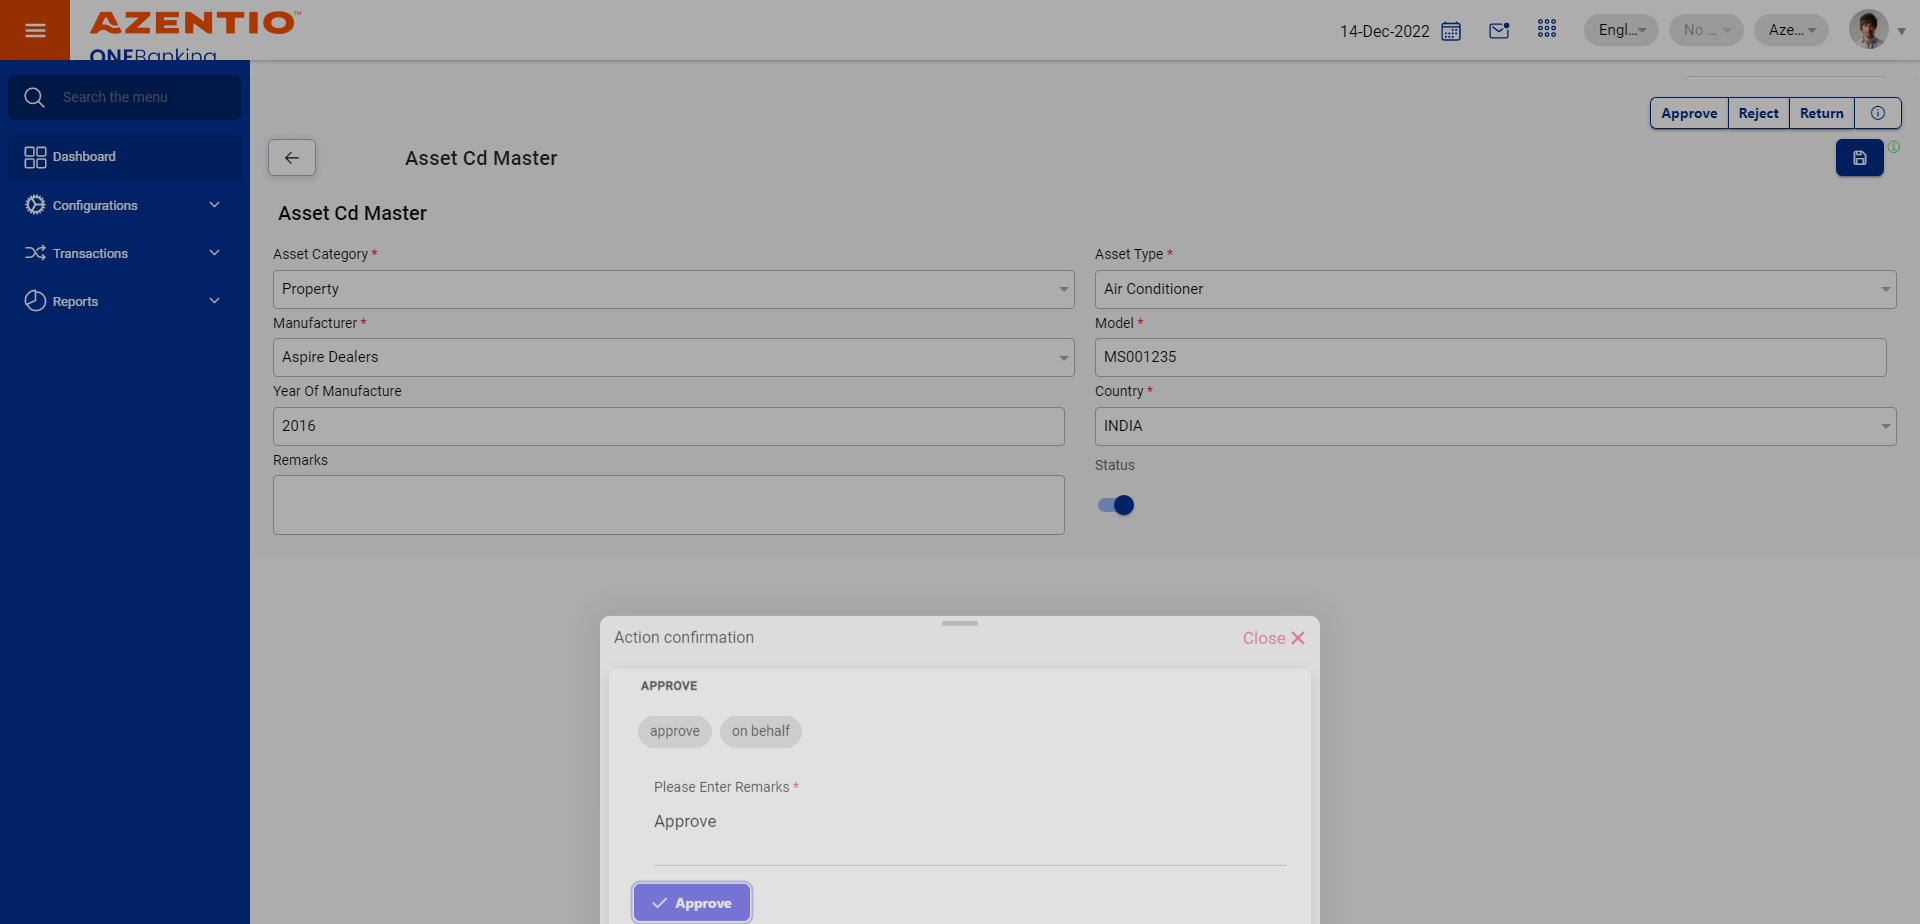 AZENTIO™
ONEBanking
14-Dec-2022
Engl...
No ...
Aze...
Search the menu
Dashboard
Configurations
Transactions
Reports
Approve
Reject
Return
Asset Cd Master
Asset Cd Master
Asset Category *
Property
Asset Type *
Air Conditioner
Manufacturer *
Aspire Dealers
Model *
MS001235
Year Of Manufacture
2016
Country *
INDIA
Remarks
Status
Action confirmation
Close
APPROVE
approve
on behalf
Please Enter Remarks *
Approve
Approve